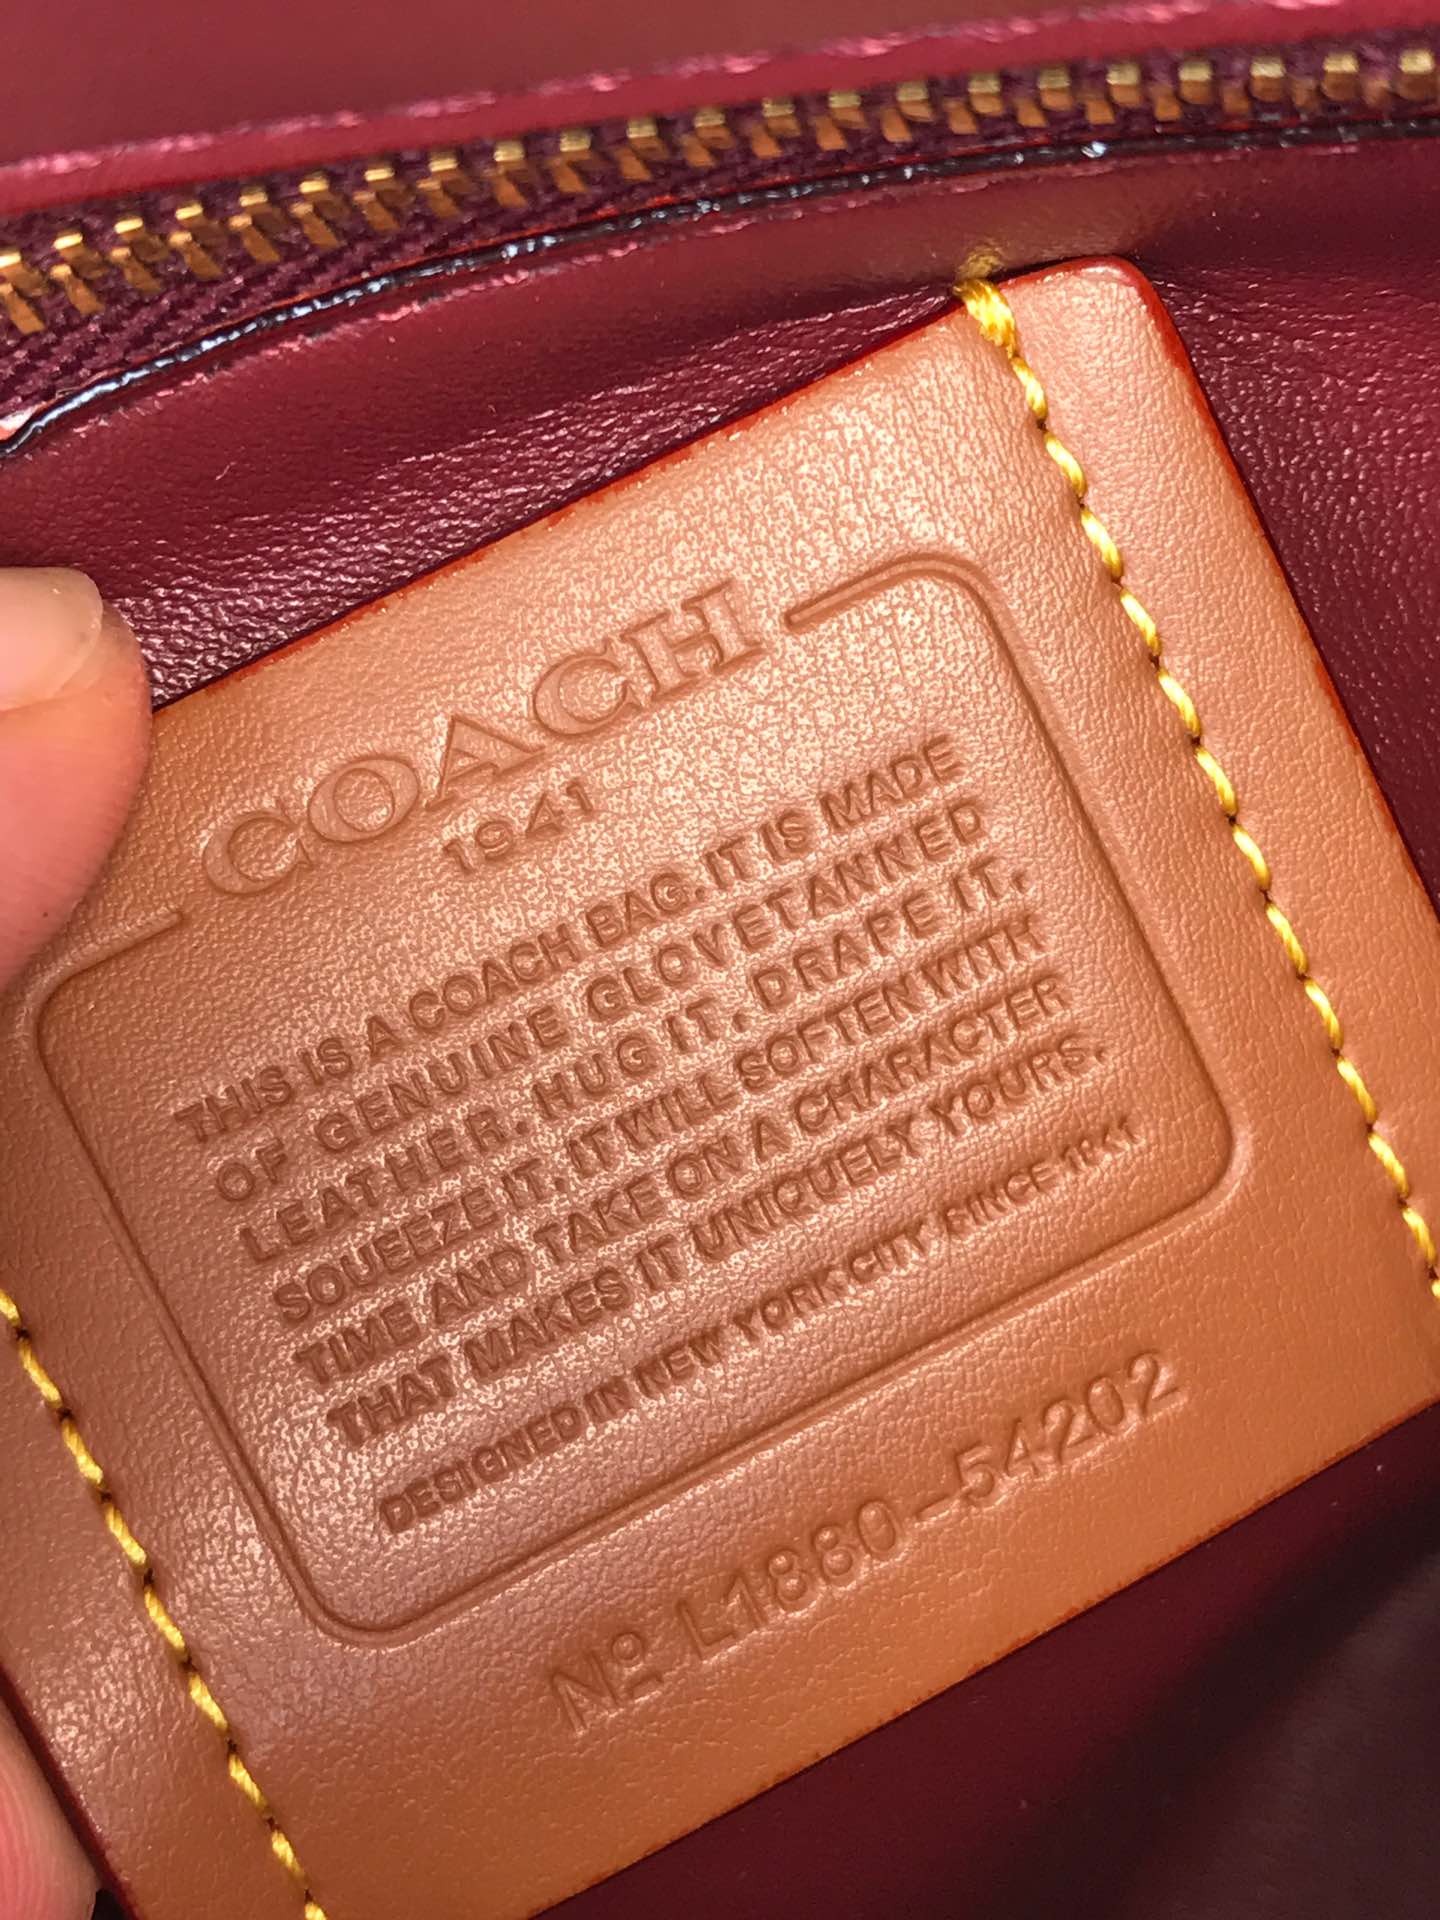 COACH
1941
THIS IS A COACH BAG. IT IS MADE
OF GENUINE GLOVETANNED
LEATHER. HUG IT. DRAPE IT.
SQUEEZE IT. IT WILL SOFTEN WITH
TIME AND TAKE ON A CHARACTER
THAT MAKES IT UNIQUELY YOURS.
DESIGNED IN NEW YORK CITY SINCE 1941
Nº L1880-54202